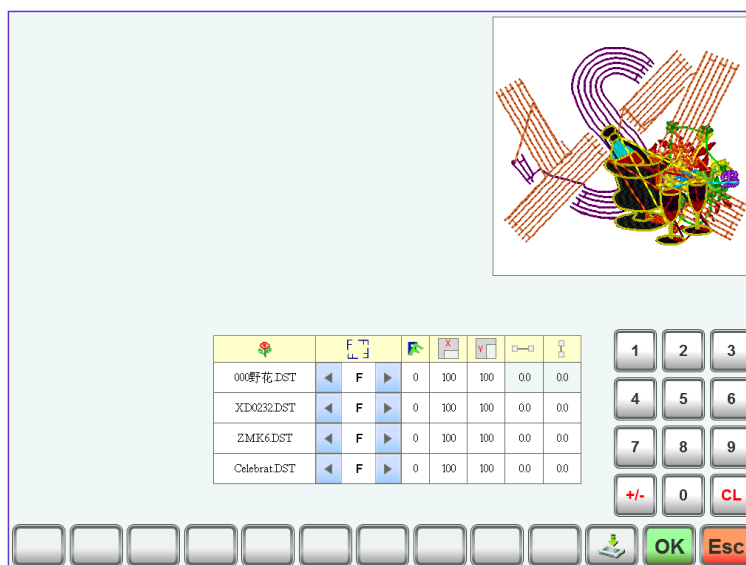 F
X
Y
000野花.DST F 0 100 100 0.0 0.0
XD0232.DST F 0 100 100 0.0 0.0
ZMK6.DST F 0 100 100 0.0 0.0
Celebrat.DST F 0 100 100 0.0 0.0
1 2 3
4 5 6
7 8 9
+/- 0 CL
OK Esc